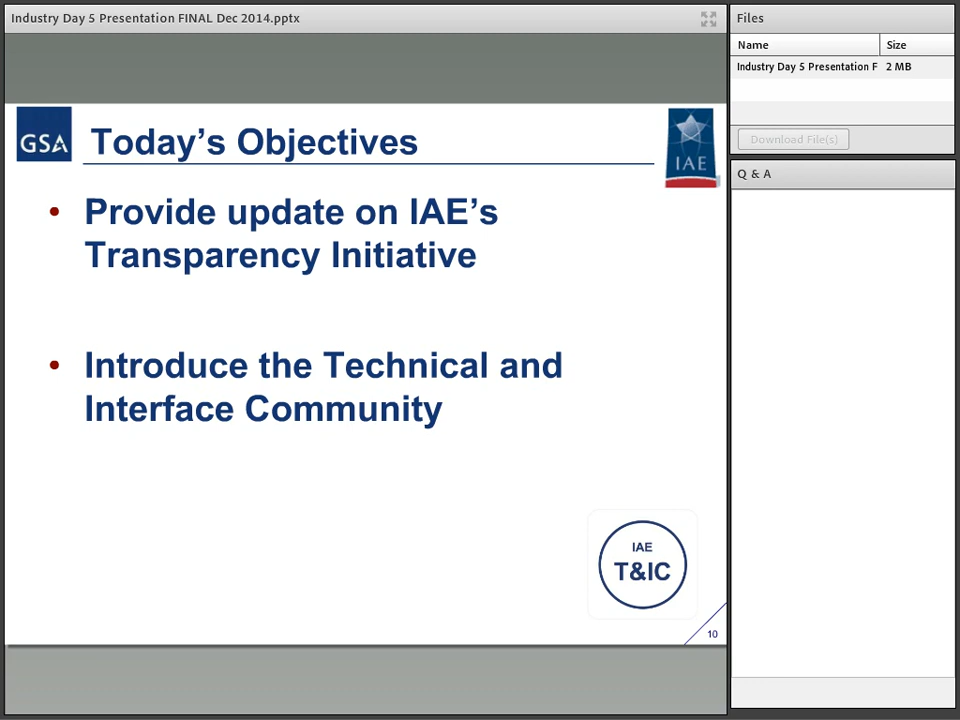 Industry Day 5 Presentation FINAL Dec 2014.pptx
GSA
Today’s Objectives
IAE
• Provide update on IAE’s
Transparency Initiative
• Introduce the Technical and
Interface Community
IAE
T&IC
10
Files
Name Size
Industry Day 5 Presentation F 2 MB
Download File(s)
Q & A